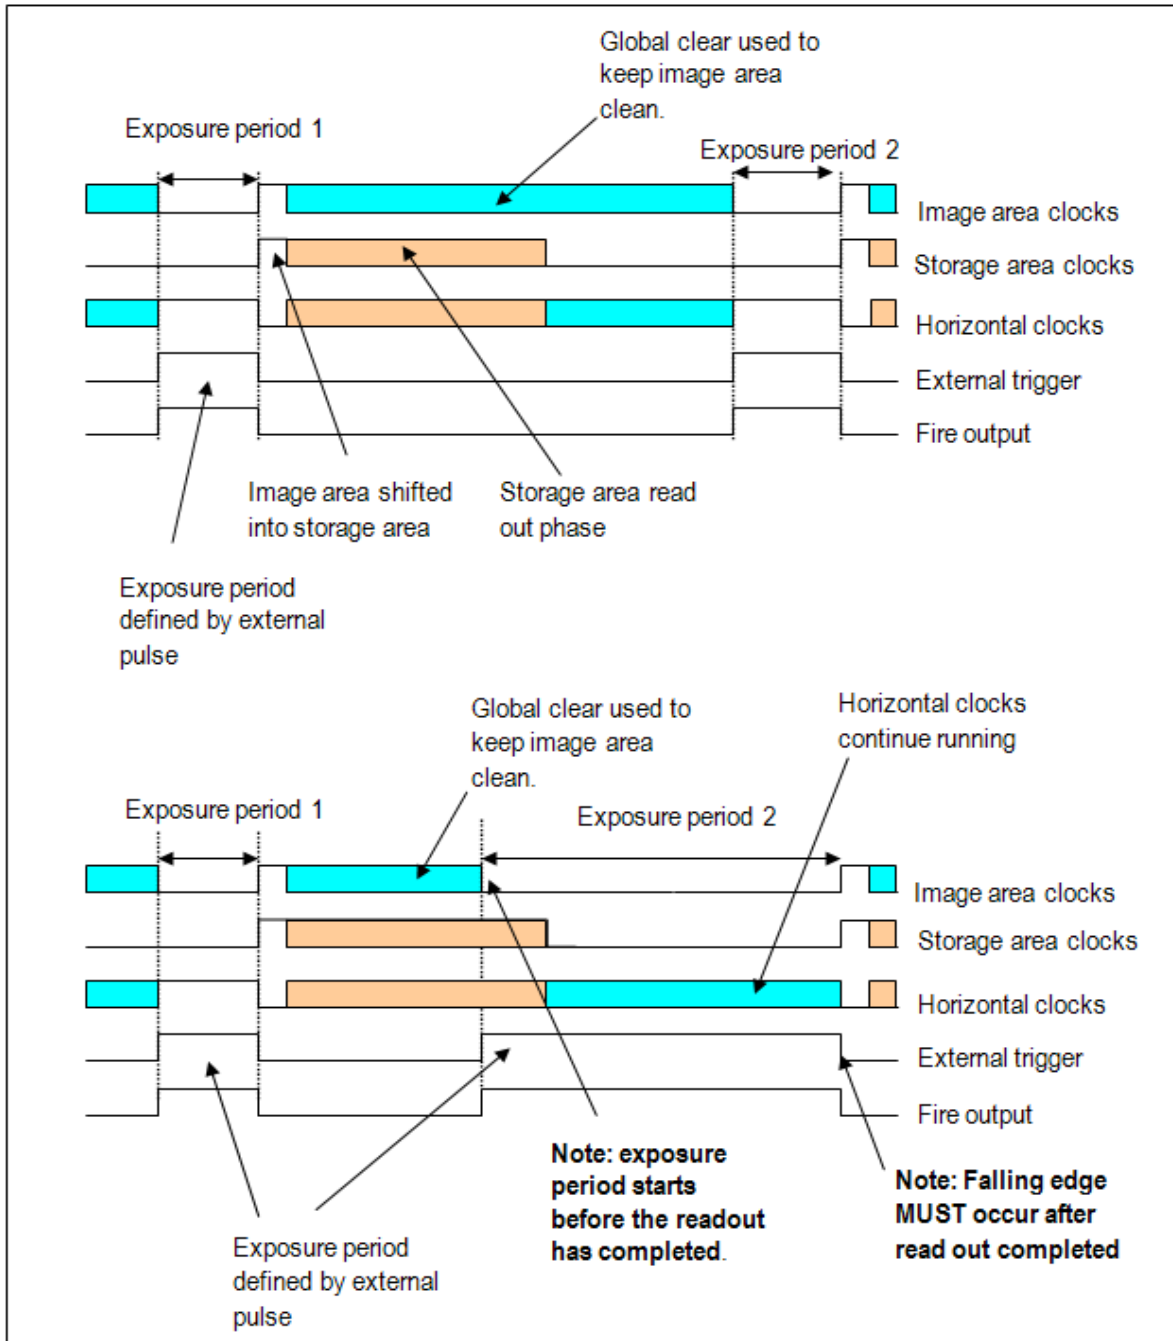 Global clear used to
keep image area
clean.
Exposure period 1
Exposure period 2
Image area clocks
Storage area clocks
Horizontal clocks
External trigger
Fire output
Image area shifted
into storage area
Storage area read
out phase
Exposure period
defined by external
pulse
Horizontal clocks
continue running
Global clear used to
keep image area
clean.
Exposure period 1
Exposure period 2
Image area clocks
Storage area clocks
Horizontal clocks
External trigger
Fire output
Note: exposure
period starts
before the readout
has completed.
Note: Falling edge
MUST occur after
read out completed
Exposure period
defined by external
pulse